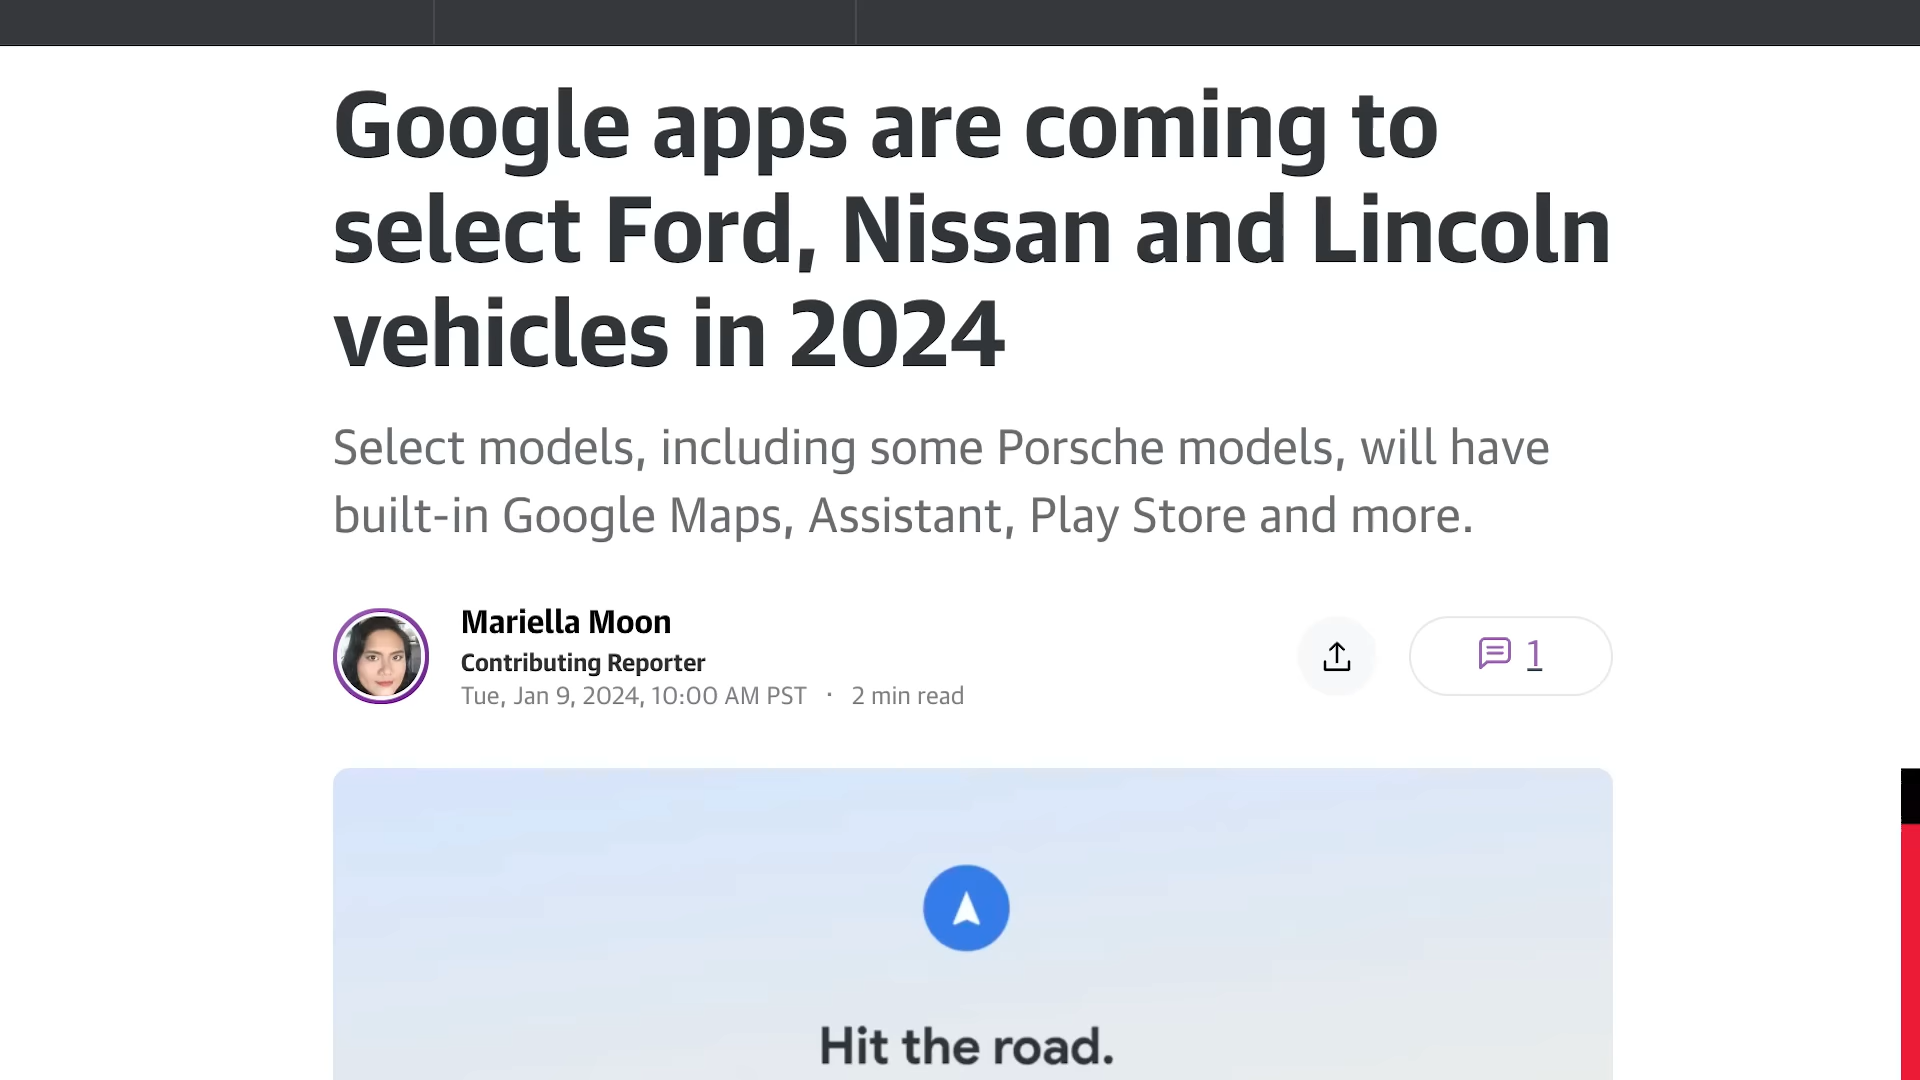 Google apps are coming to
select Ford, Nissan and Lincoln
vehicles in 2024
Select models, including some Porsche models, will have
built-in Google Maps, Assistant, Play Store and more.
Mariella Moon
Contributing Reporter
Tue, Jan 9, 2024, 10:00 AM PST · 2 min read
1
Hit the road.